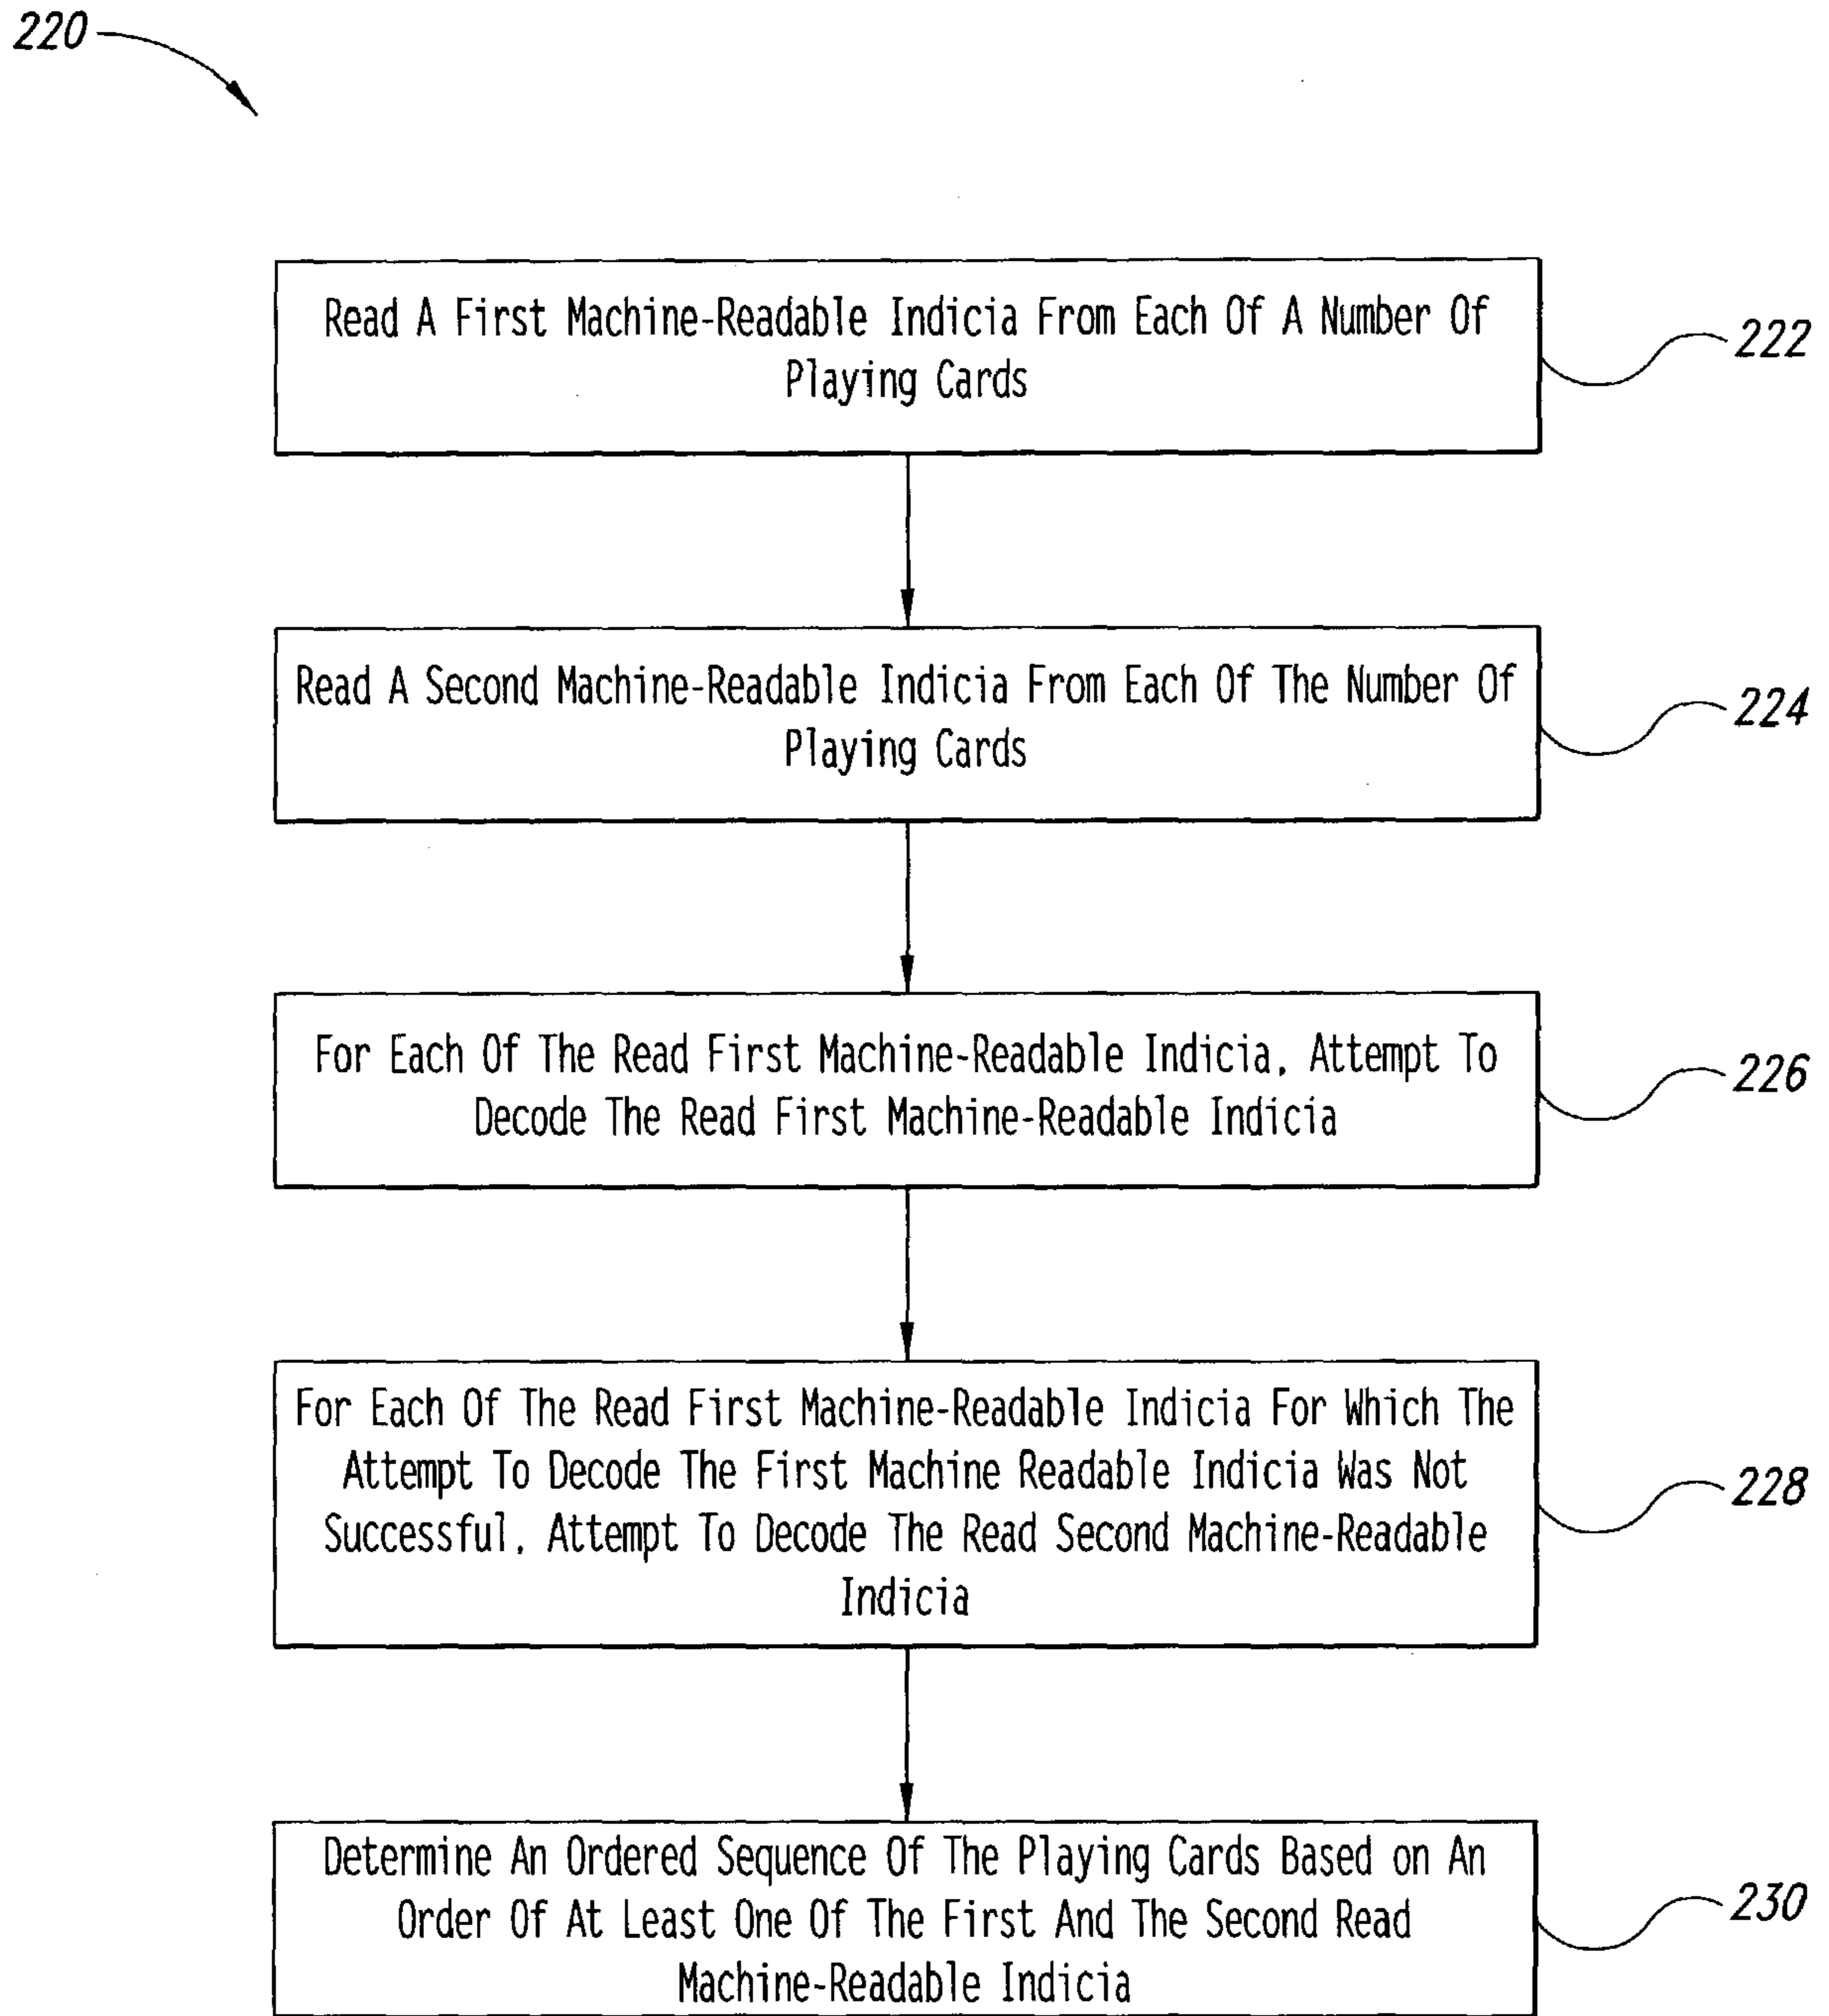 220
Read A First Machine-Readable Indicia From Each Of A Number Of
Playing Cards
222
Read A Second Machine-Readable Indicia From Each Of The Number Of
Playing Cards
224
For Each Of The Read First Machine-Readable Indicia, Attempt To
Decode The Read First Machine-Readable Indicia
226
For Each Of The Read First Machine-Readable Indicia For Which The
Attempt To Decode The First Machine Readable Indicia Was Not
Successful, Attempt To Decode The Read Second Machine-Readable
Indicia
228
Determine An Ordered Sequence Of The Playing Cards Based on An
Order Of At Least One Of The First And The Second Read
Machine-Readable Indicia
230